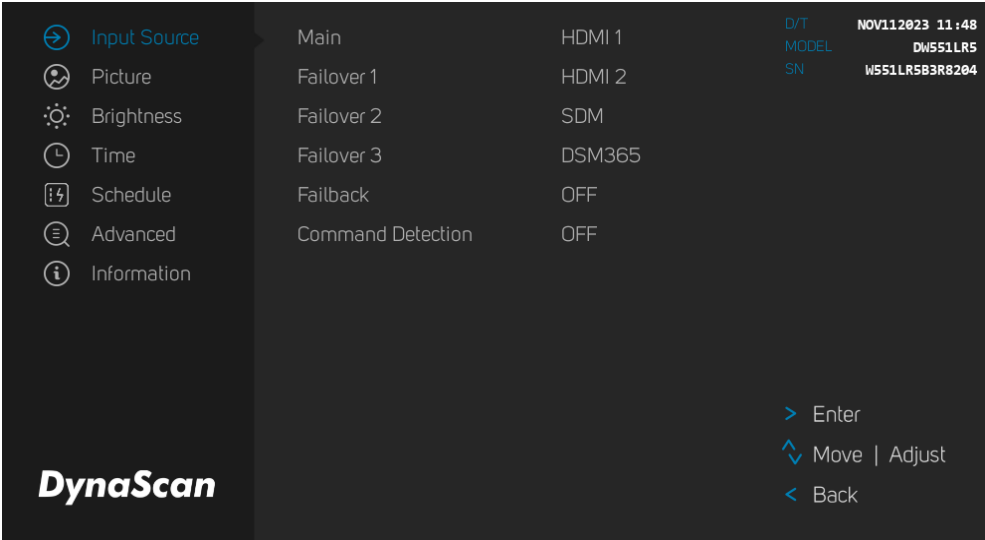 Input Source
Picture
Brightness
Time
Schedule
Advanced
Information
DynaScan
Main HDMI 1
Failover 1 HDMI 2
Failover 2 SDM
Failover 3 DSM365
Failback OFF
Command Detection OFF
D/T NOV112023 11:48
MODEL DW551LR5
SN W551LR5B3R8204
> Enter
Move | Adjust
< Back